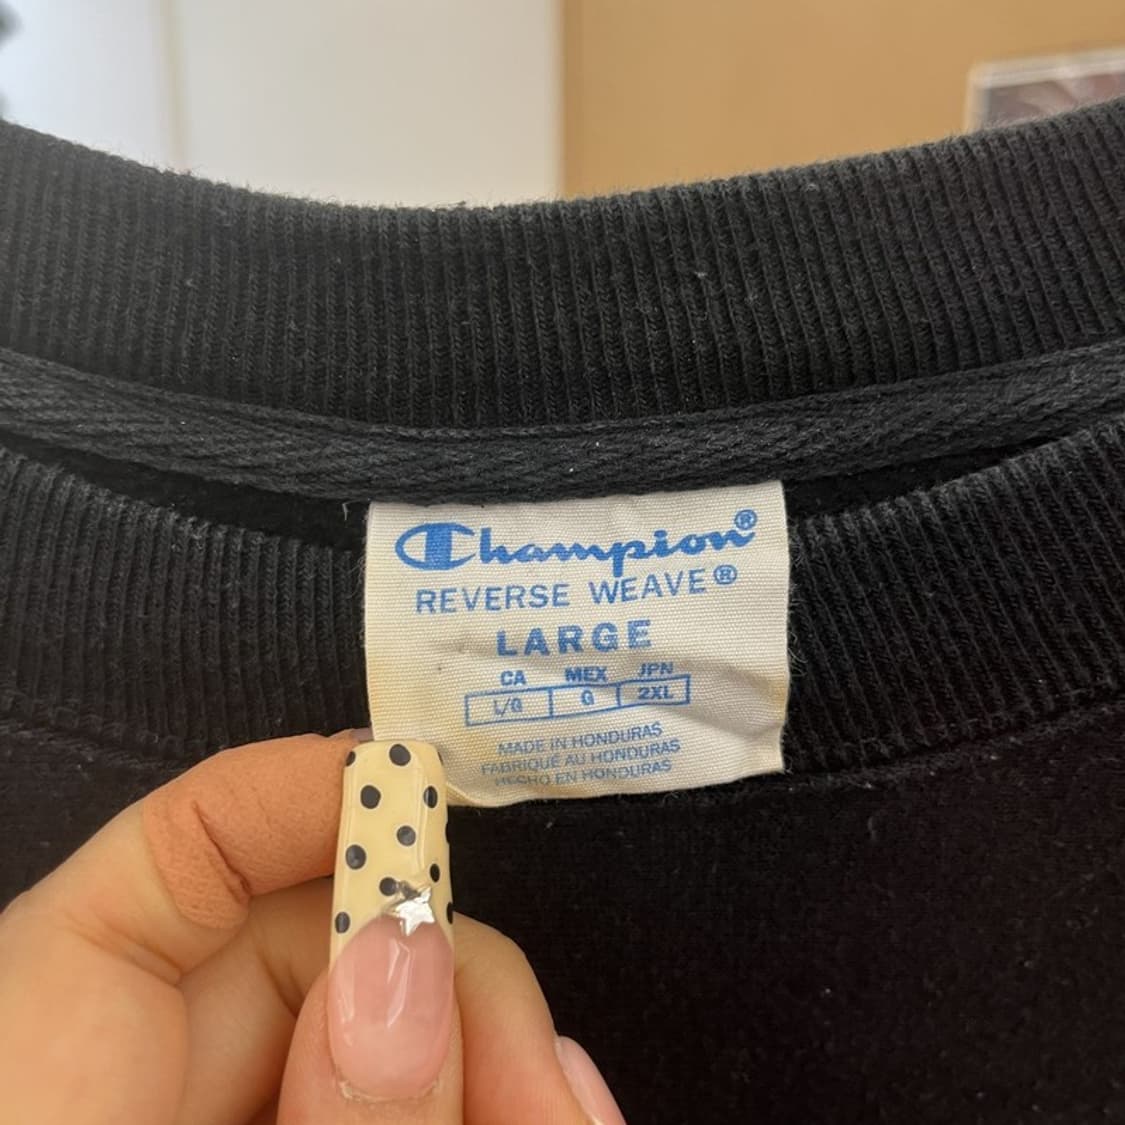 Champion®
REVERSE WEAVE®
LARGE
CA MEX JPN
L/G G 2XL
MADE IN HONDURAS
FABRIQUÉ AU HONDURAS
HECHO EN HONDURAS